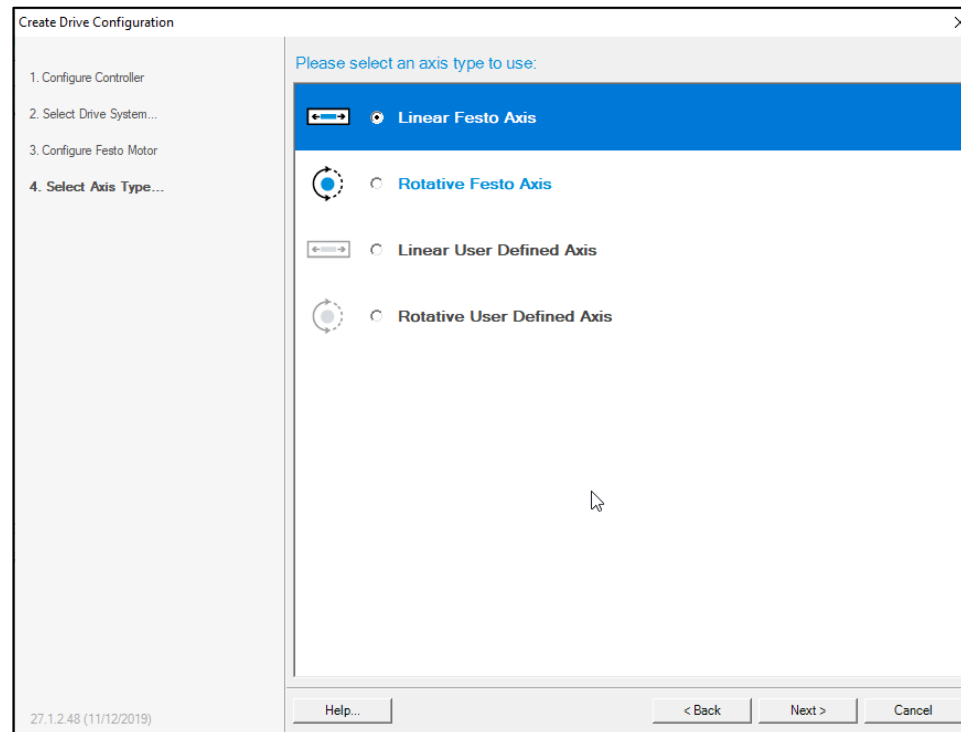 Create Drive Configuration
1. Configure Controller
2. Select Drive System...
3. Configure Festo Motor
4. Select Axis Type...
Please select an axis type to use:
Linear Festo Axis
Rotative Festo Axis
Linear User Defined Axis
Rotative User Defined Axis
27.1.2.48 (11/12/2019)
Help...
< Back
Next >
Cancel